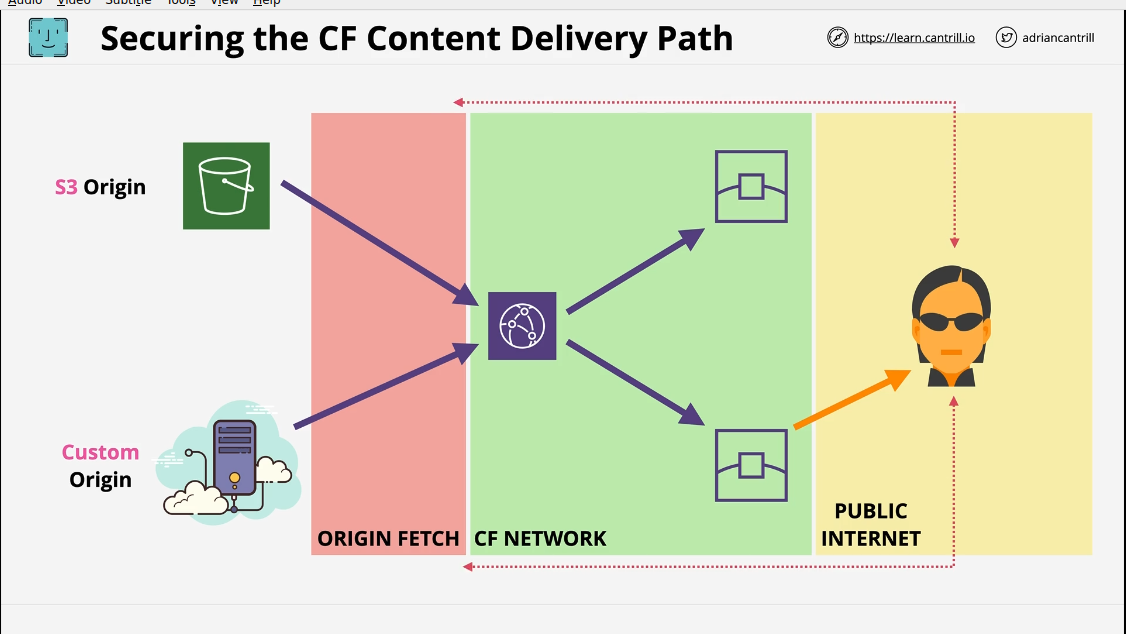 Audio Video Subtitle Tools View Help
Securing the CF Content Delivery Path
https://learn.cantrill.io
adriancantrill
S3 Origin
Custom
Origin
ORIGIN FETCH
CF NETWORK
PUBLIC
INTERNET